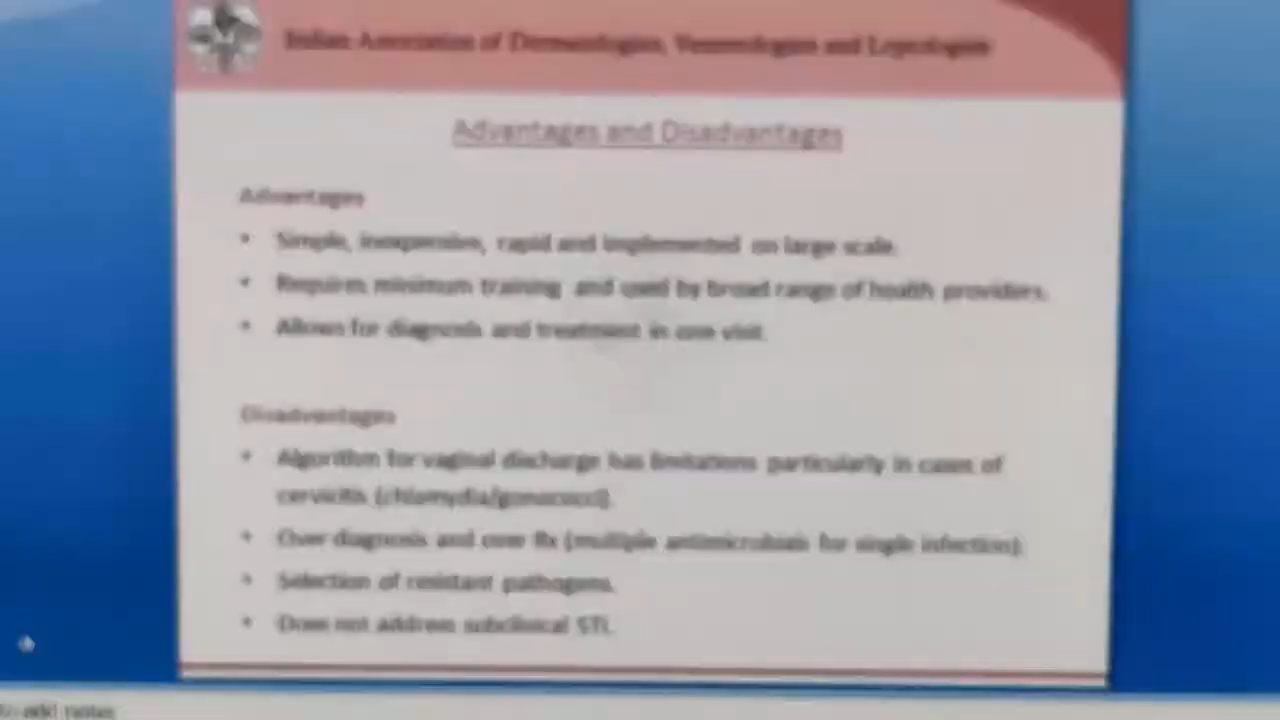 Indian Association of Dermatologists, Venereologists and Leprologists
Advantages and Disadvantages
Advantages
• Simple, inexpensive, rapid and implemented on large scale.
• Requires minimum training and used by broad range of health providers.
• Allows for diagnosis and treatment in one visit.
Disadvantages
• Algorithm for vaginal discharge has limitations particularly in cases of
cervicitis (chlamydia/gonococci).
• Over diagnosis and over Rx (multiple antimicrobials for single infection).
• Selection of resistant pathogens.
• Does not address subclinical STI.
to add notes